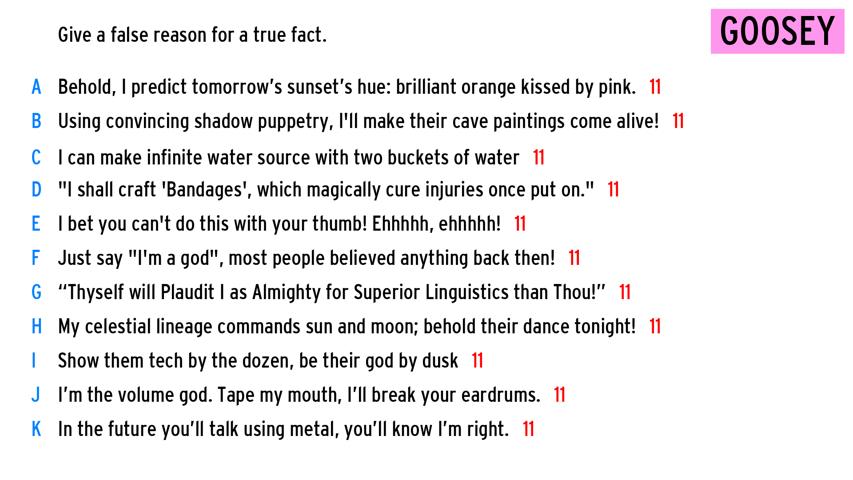 Give a false reason for a true fact.
GOOSEY
A Behold, I predict tomorrow's sunset's hue: brilliant orange kissed by pink. 11
B Using convincing shadow puppetry, I'll make their cave paintings come alive! 11
C I can make infinite water source with two buckets of water 11
D "I shall craft 'Bandages', which magically cure injuries once put on." 11
E I bet you can't do this with your thumb! Ehhhhh, ehhhhh! 11
F Just say "I'm a god", most people believed anything back then! 11
G “Thyself will Plaudit I as Almighty for Superior Linguistics than Thou!” 11
H My celestial lineage commands sun and moon; behold their dance tonight! 11
I Show them tech by the dozen, be their god by dusk 11
J I’m the volume god. Tape my mouth, I’ll break your eardrums. 11
K In the future you’ll talk using metal, you’ll know I’m right. 11